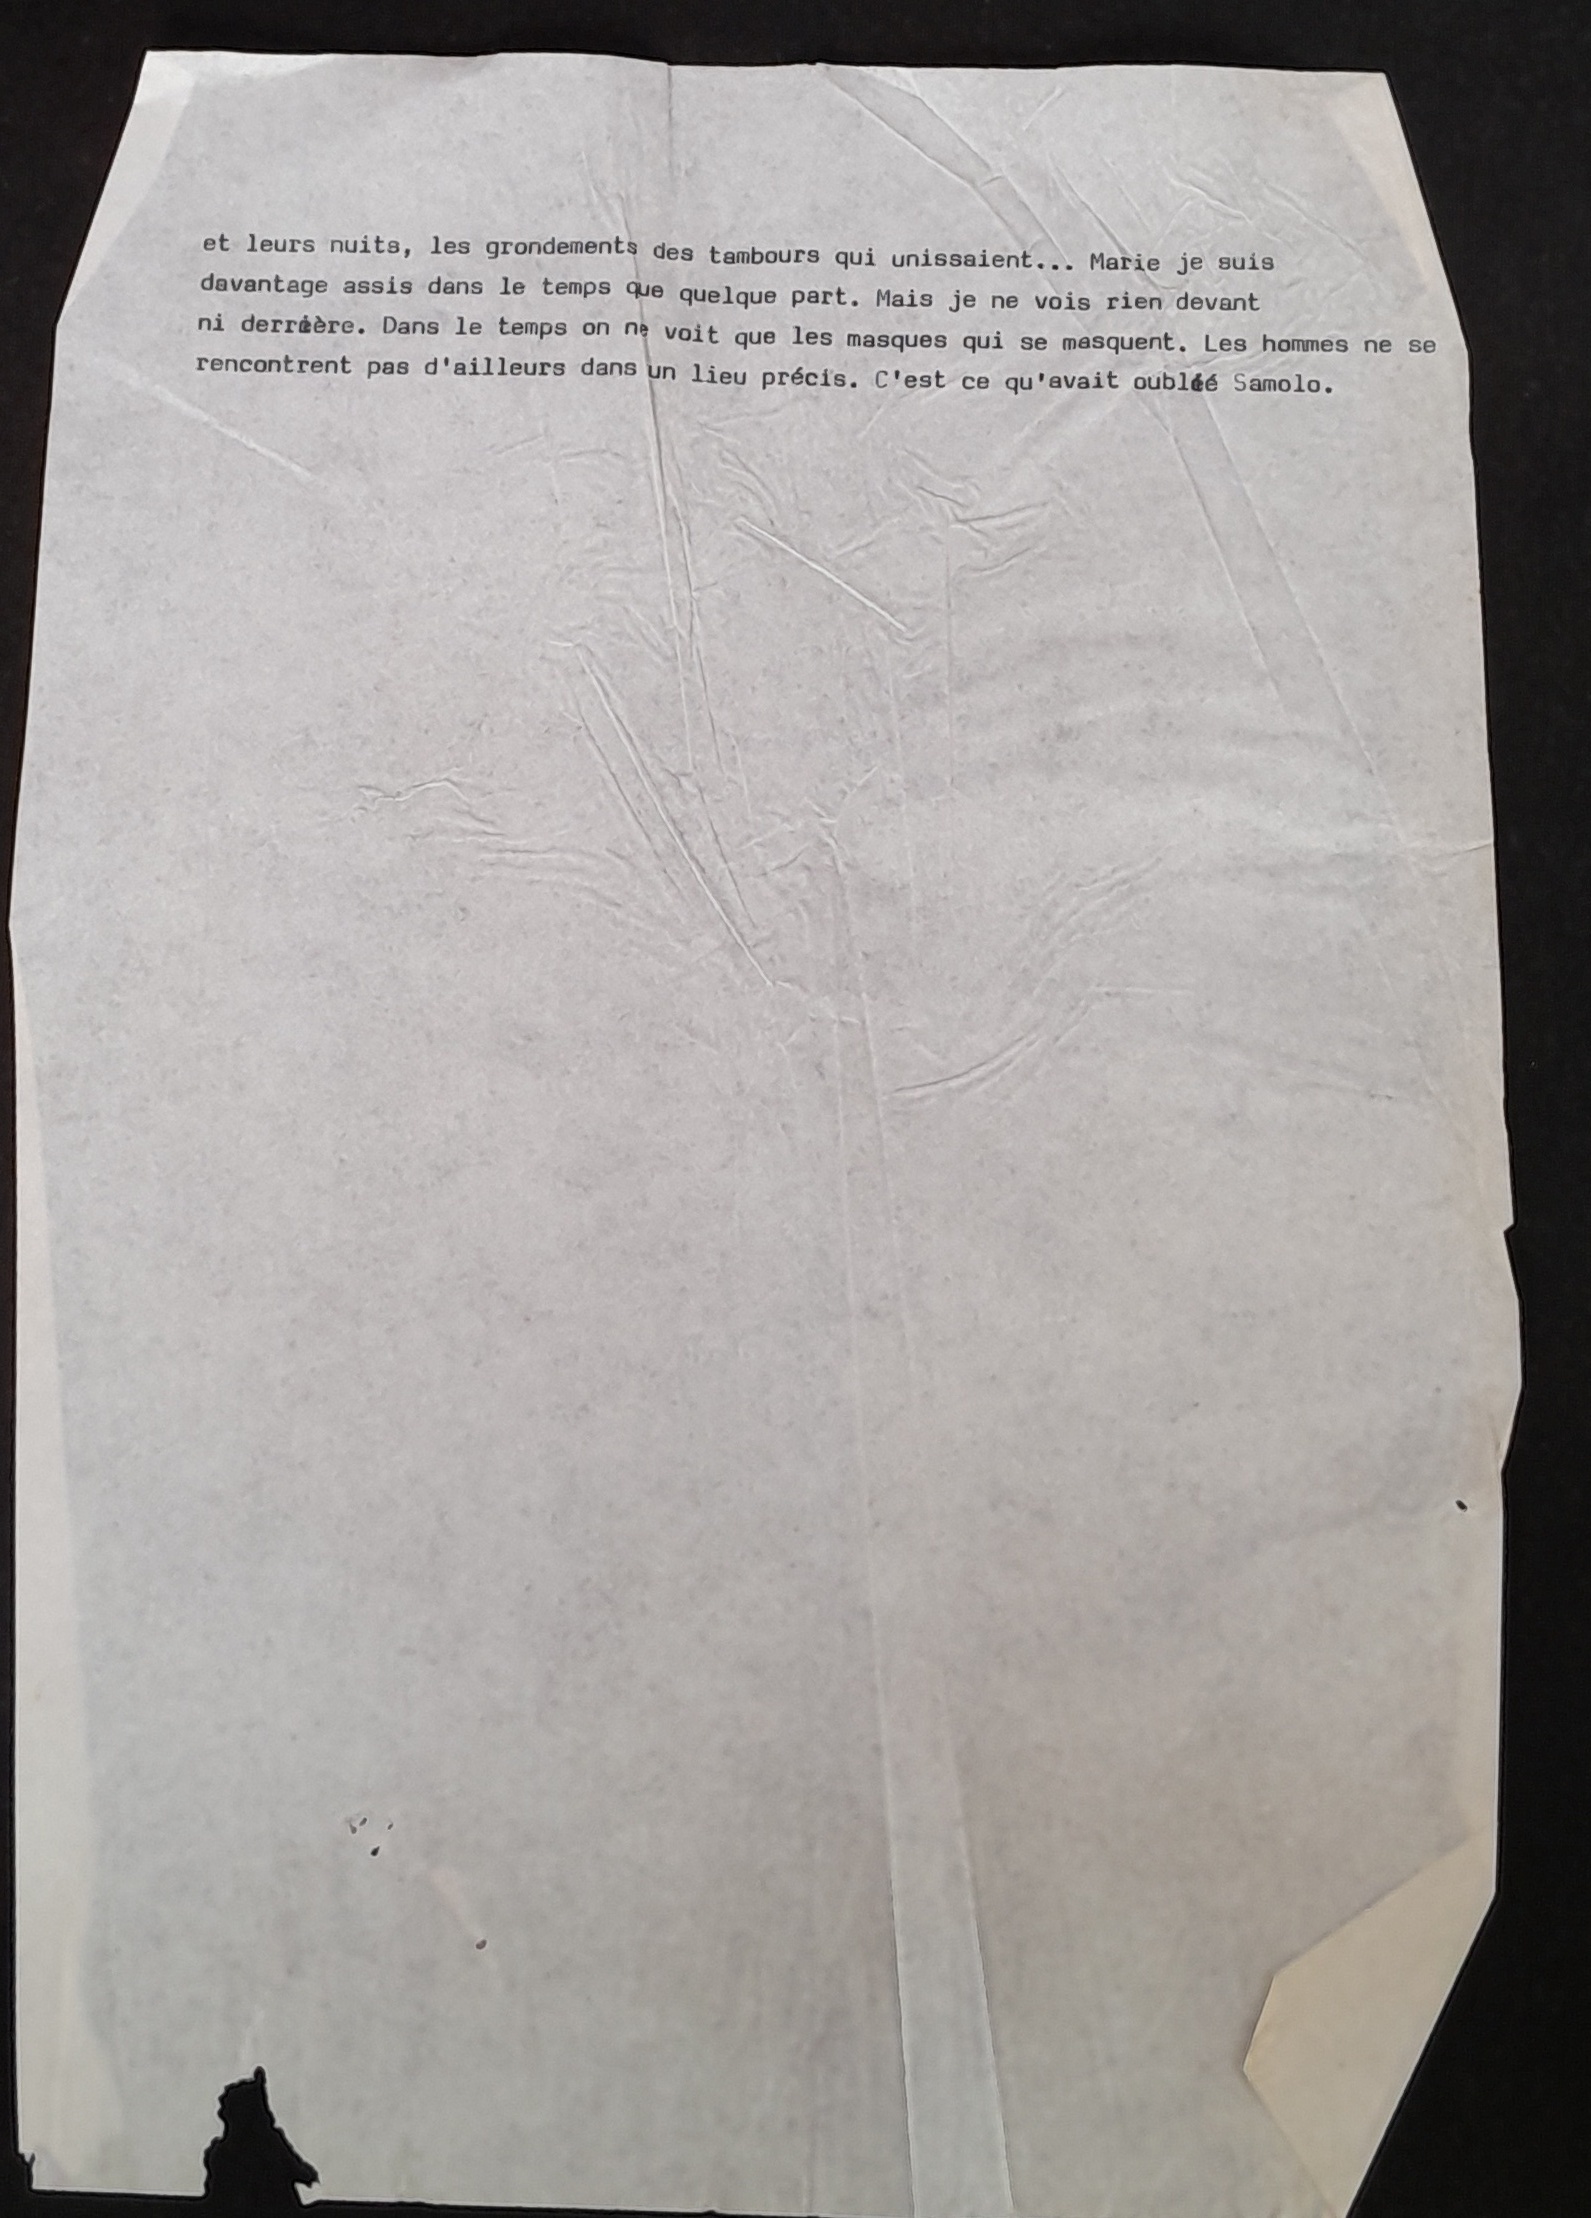 et leurs nuits, les grondements des tambours qui unissaient... Marie je suis
davantage assis dans le temps que quelque part. Mais je ne vois rien devant
ni derrière. Dans le temps on ne voit que les masques qui se masquent. Les hommes ne se
rencontrent pas d'ailleurs dans un lieu précis. C'est ce qu'avait oublié Samolo.